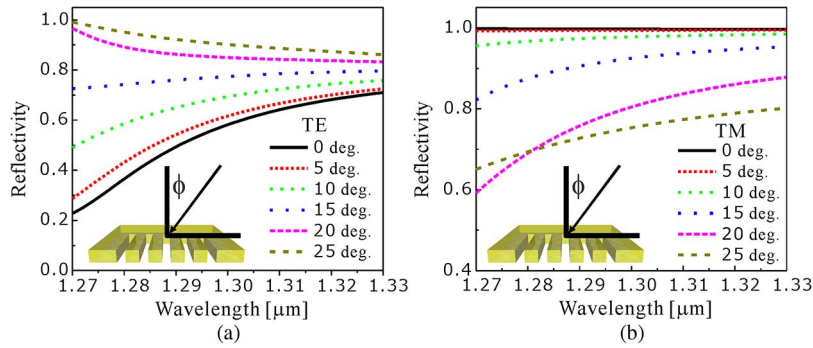 (a)
Reflectivity
1.0
0.8
0.6
0.4
0.2
0.0
TE
0 deg.
5 deg.
10 deg.
15 deg.
20 deg.
25 deg.
ϕ
1.27 1.28 1.29 1.30 1.31 1.32 1.33
Wavelength [µm]
(a)
(b)
Reflectivity
1.0
0.8
0.6
0.4
TM
0 deg.
5 deg.
10 deg.
15 deg.
20 deg.
25 deg.
ϕ
1.27 1.28 1.29 1.30 1.31 1.32 1.33
Wavelength [µm]
(b)